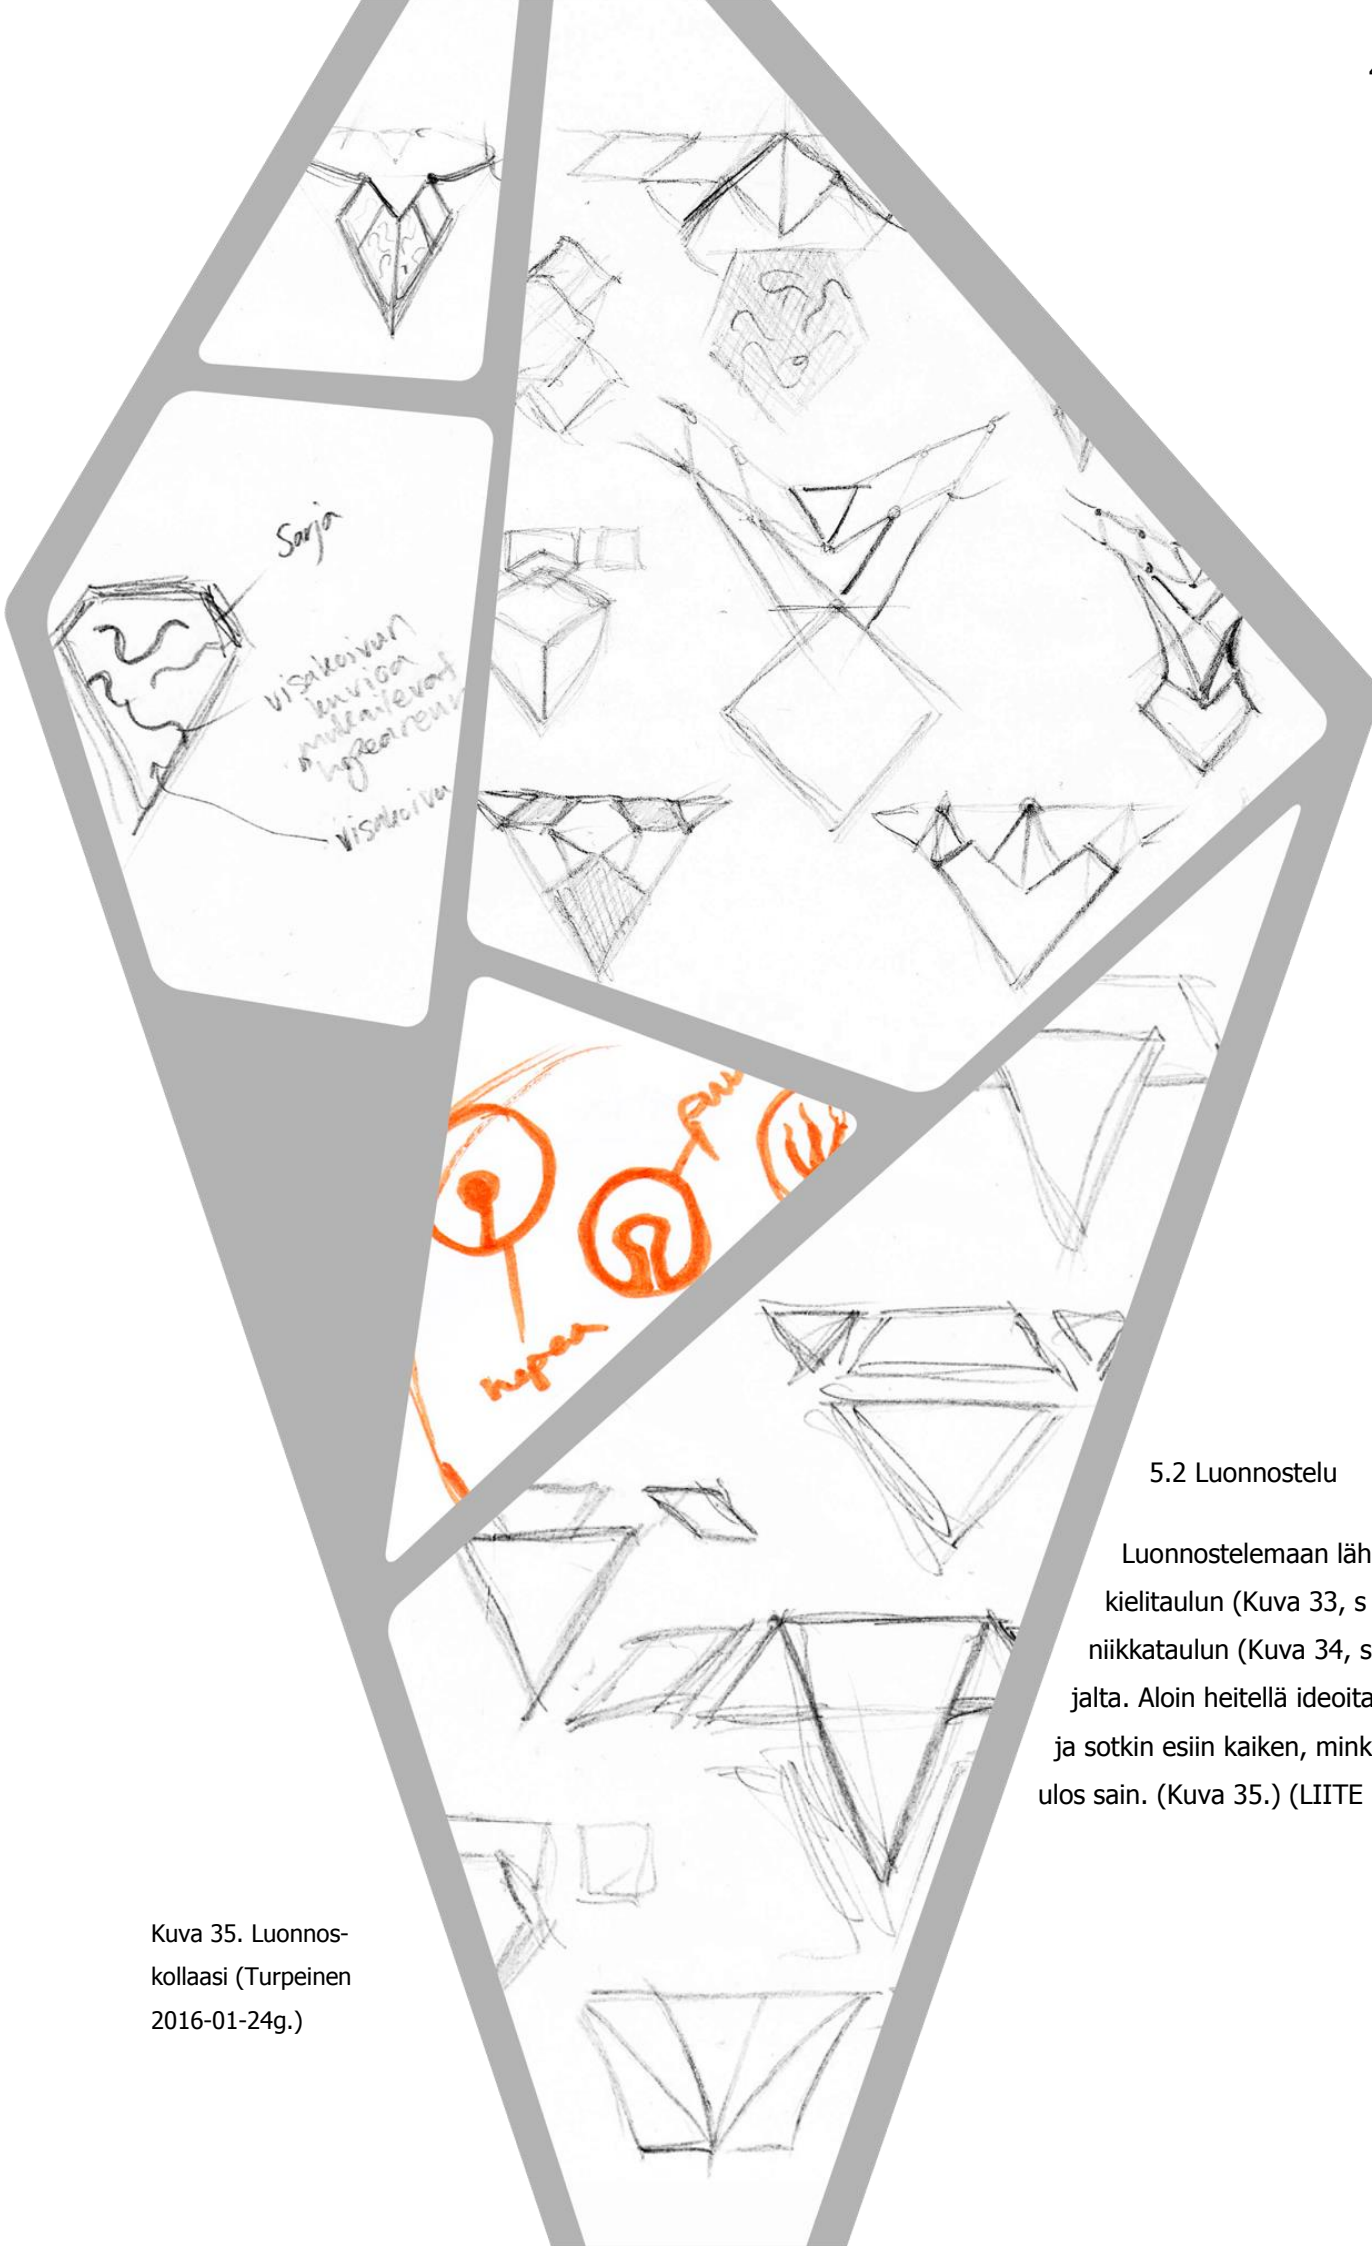 Sarja
visakoivun
kuvioa
mukailevat
hopeareun
visakoivu
puu
hopea
5.2 Luonnostelu
Luonnostelemaan läh
kielitaulun (Kuva 33, s
niikkataulun (Kuva 34, s
jalta. Aloin heitellä ideoita
ja sotkin esiin kaiken, mink
ulos sain. (Kuva 35.) (LIITE
Kuva 35. Luonnos-
kollaasi (Turpeinen
2016-01-24g.)